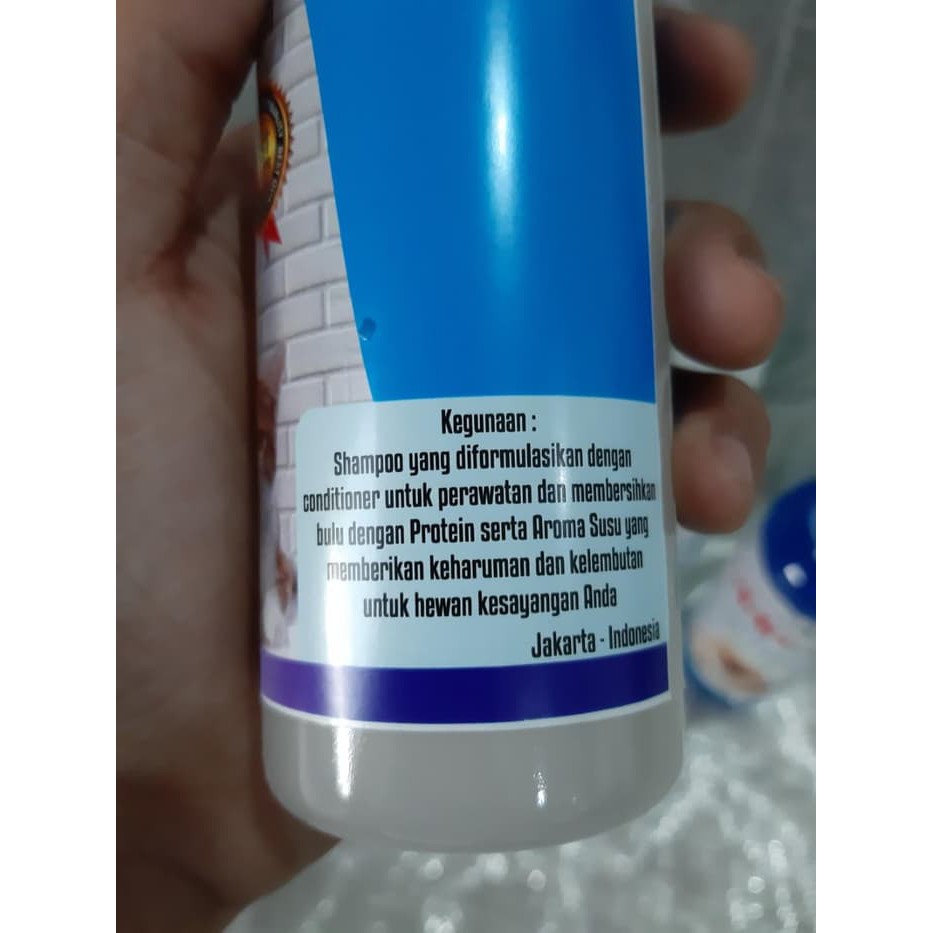 Kegunaan :
Shampoo yang diformulasikan dengan
conditioner untuk perawatan dan membersihkan
bulu dengan Protein serta Aroma Susu yang
memberikan keharuman dan kelembutan
untuk hewan kesayangan Anda
Jakarta - Indonesia